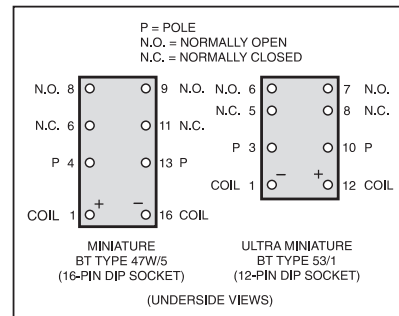 P = POLE
N.O. = NORMALLY OPEN
N.C. = NORMALLY CLOSED
N.O. 8 9 N.O.
N.C. 6 11 N.C.
P 4 13 P
+ –
COIL 1 16 COIL
MINIATURE
BT TYPE 47W/5
(16-PIN DIP SOCKET)
N.O. 6 7 N.O.
N.C. 5 8 N.C.
P 3 10 P
– +
COIL 1 12 COIL
ULTRA MINIATURE
BT TYPE 53/1
(12-PIN DIP SOCKET)
(UNDERSIDE VIEWS)